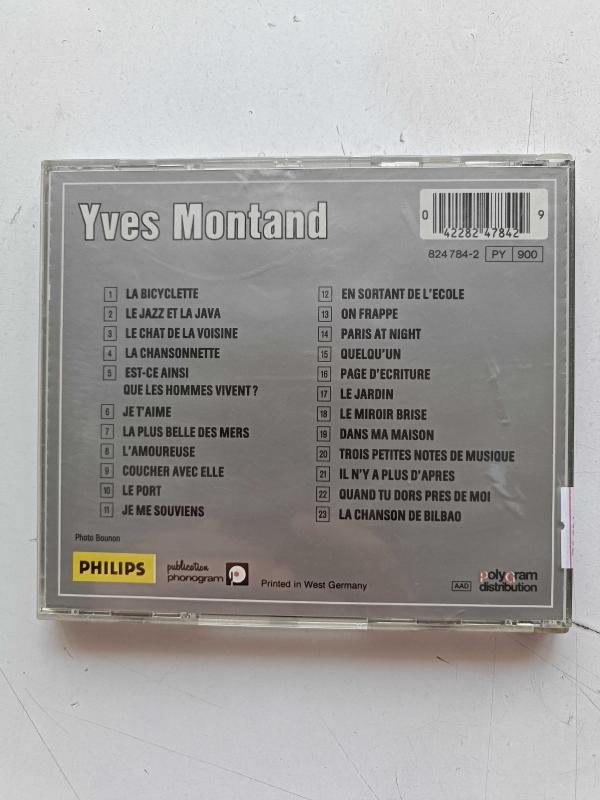 Yves Montand
0 42282 47842 9
824 784-2 PY 900
1 LA BICYCLETTE
2 LE JAZZ ET LA JAVA
3 LE CHAT DE LA VOISINE
4 LA CHANSONNETTE
5 EST-CE AINSI
QUE LES HOMMES VIVENT?
6 JE T'AIME
7 LA PLUS BELLE DES MERS
8 L'AMOUREUSE
9 COUCHER AVEC ELLE
10 LE PORT
11 JE ME SOUVIENS
12 EN SORTANT DE L'ECOLE
13 ON FRAPPE
14 PARIS AT NIGHT
15 QUELQU'UN
16 PAGE D'ECRITURE
17 LE JARDIN
18 LE MIROIR BRISE
19 DANS MA MAISON
20 TROIS PETITES NOTES DE MUSIQUE
21 IL N'Y A PLUS D'APRES
22 QUAND TU DORS PRES DE MOI
23 LA CHANSON DE BILBAO
Photo Bounon
PHILIPS
publication
phonogram
Printed in West Germany
AAD
polyGram
distribution